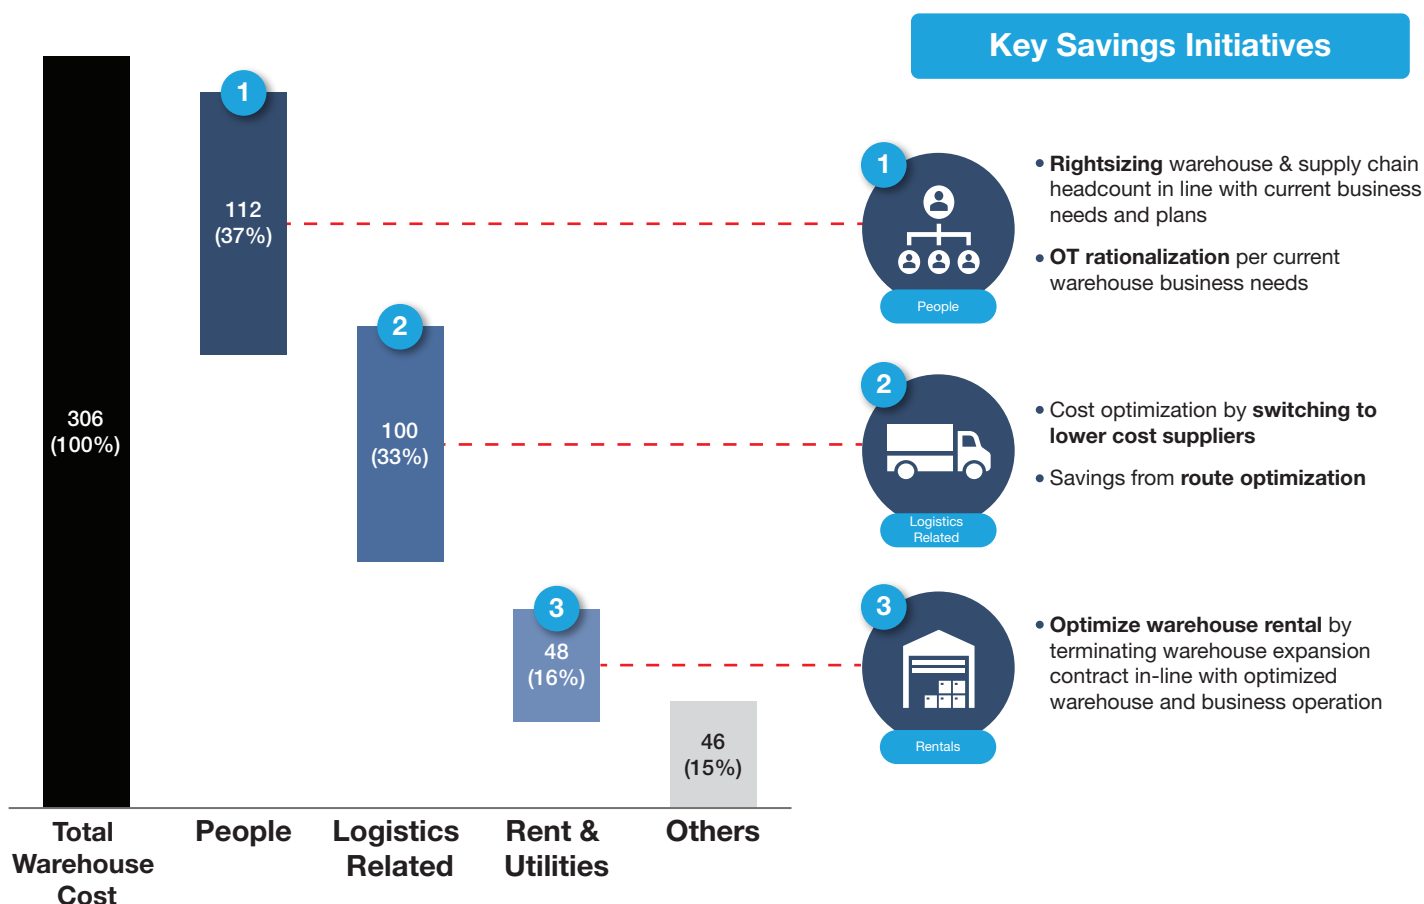 Key Savings Initiatives
1
112
(37%)
306
(100%)
2
100
(33%)
3
48
(16%)
46
(15%)
Total
Warehouse
Cost
People
Logistics
Related
Rent &
Utilities
Others
1
People
• Rightsizing warehouse & supply chain
headcount in line with current business
needs and plans
• OT rationalization per current
warehouse business needs
2
Logistics
Related
• Cost optimization by switching to
lower cost suppliers
• Savings from route optimization
3
Rentals
• Optimize warehouse rental by
terminating warehouse expansion
contract in-line with optimized
warehouse and business operation